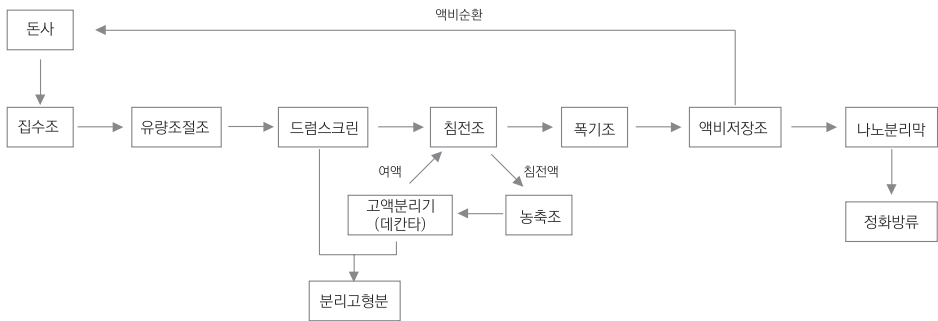 액비순환
돈사
집수조
유량조절조
드럼스크린
침전조
폭기조
액비저장조
나노분리막
여액
침전액
고액분리기
(데칸타)
농축조
정화방류
분리고형분